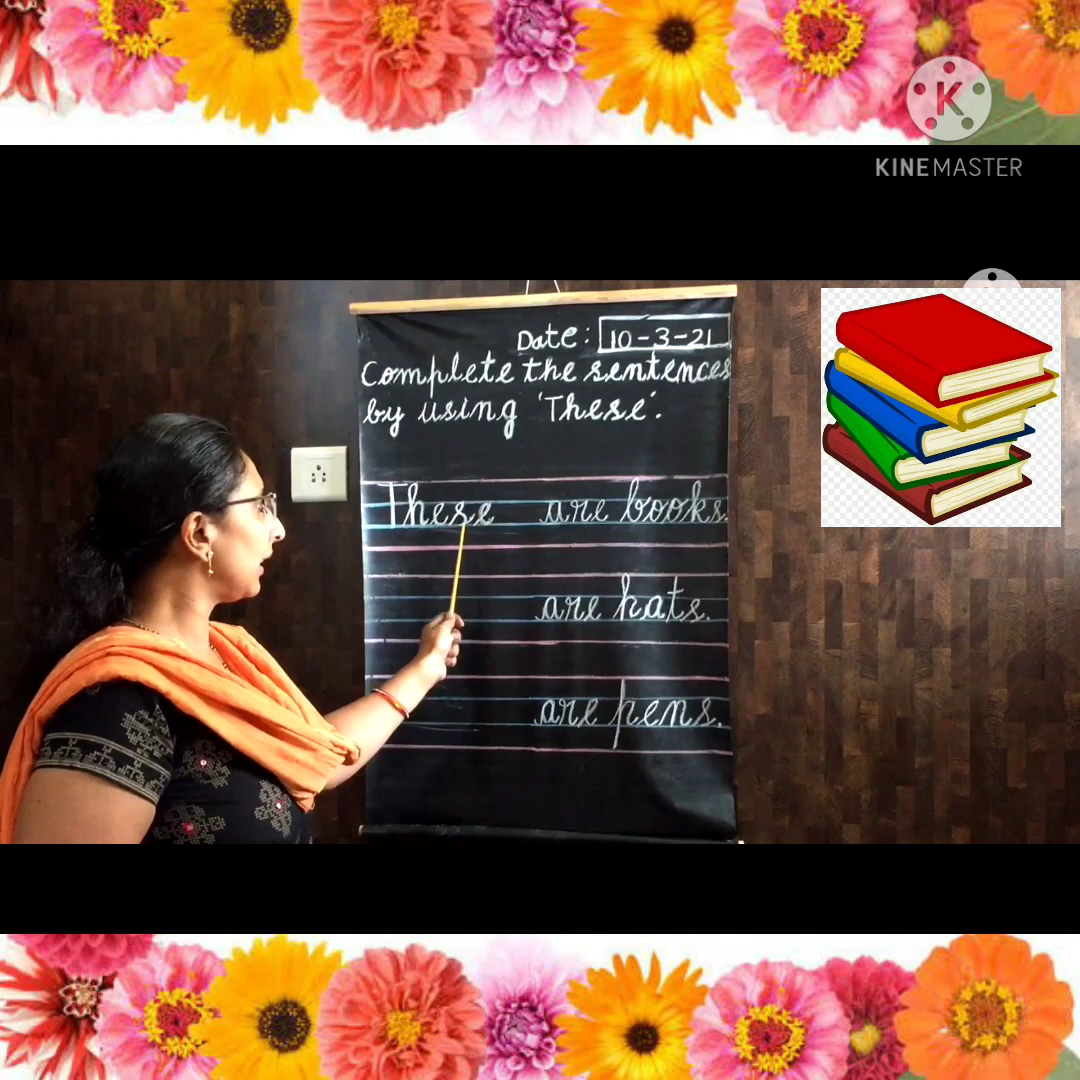 KINEMASTER
Date: 10-3-21
Complete the sentences
by using 'These'.
These are books.
are hats.
are pens.